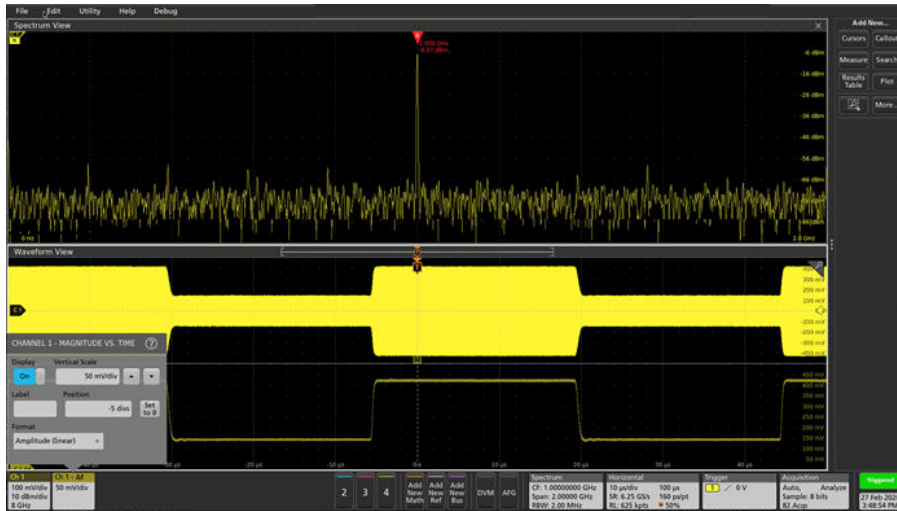 File Edit Utility Help Debug
Spectrum View
Add New...
Cursors Callout
Measure Search
Results Table Plot
More...
-6 dBm
-16 dBm
-26 dBm
-36 dBm
-46 dBm
-56 dBm
-66 dBm
0 Hz
2.0 GHz
Waveform View
300 mV
200 mV
-200 mV
-300 mV
-400 mV
C1
CHANNEL 1 - MAGNITUDE VS. TIME
Display Vertical Scale
On 50 mV/div
Label Position
-5 divs Set to 0
Format
Amplitude (linear)
450 mV
400 mV
350 mV
300 mV
250 mV
200 mV
150 mV
100 mV
50 mV
-20 µs -10 µs 0 s 10 µs 20 µs 30 µs 40 µs
Ch 1
100 mV/div
10 dBm/div
8 GHz
Ch 1 - M
50 mV/div
2 3 4
Add New Math
Add New Ref
Add New Bus
DVM AFG
Spectrum
CF: 1.00000000 GHz
Span: 2.00000 GHz
RBW: 2.00 MHz
Horizontal
10 µs/div 100 µs
SR: 6.25 GS/s 160 ps/pt
RL: 625 kpts 50%
Trigger
1 0 V
Acquisition
Auto, Analyze
Sample: 8 bits
82 Acqs
Triggered
3:48:54 PM